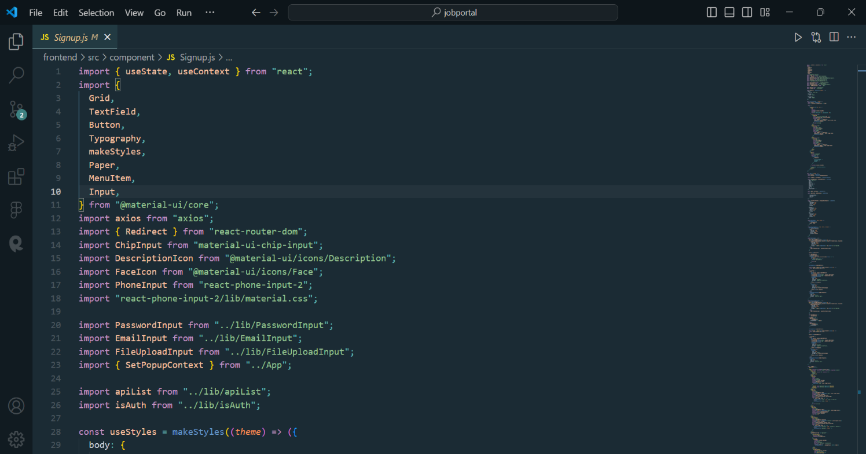 File Edit Selection View Go Run ···
jobportal
JS Signup.js M
frontend > src > component > JS Signup.js > ...
1 import { useState, useContext } from "react";
2 import {
3 Grid,
4 TextField,
5 Button,
6 Typography,
7 makeStyles,
8 Paper,
9 MenuItem,
10 Input,
11 } from "@material-ui/core";
12 import axios from "axios";
13 import { Redirect } from "react-router-dom";
14 import ChipInput from "material-ui-chip-input";
15 import DescriptionIcon from "@material-ui/icons/Description";
16 import FaceIcon from "@material-ui/icons/Face";
17 import PhoneInput from "react-phone-input-2";
18 import "react-phone-input-2/lib/material.css";
19
20 import PasswordInput from "../lib/PasswordInput";
21 import EmailInput from "../lib/EmailInput";
22 import FileUploadInput from "../lib/FileUploadInput";
23 import { SetPopupContext } from "../App";
24
25 import apiList from "../lib/apiList";
26 import isAuth from "../lib/isAuth";
27
28 const useStyles = makeStyles((theme) => ({
29 body: {
2